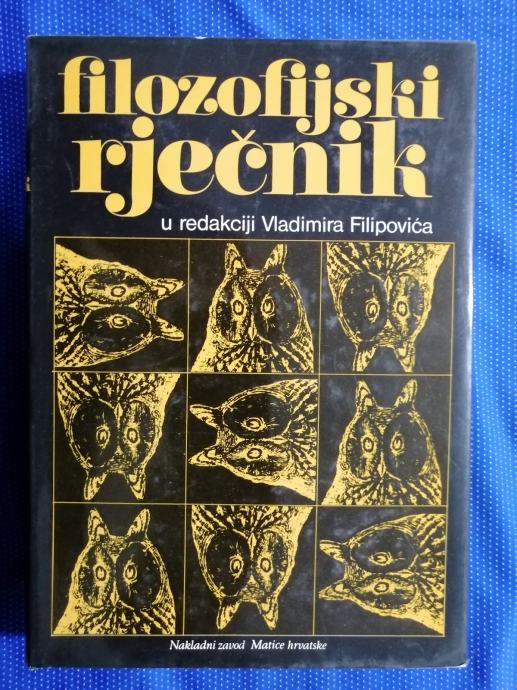 filozofijski
rječnik
u redakciji Vladimira Filipovića
Nakladni zavod Matice hrvatske